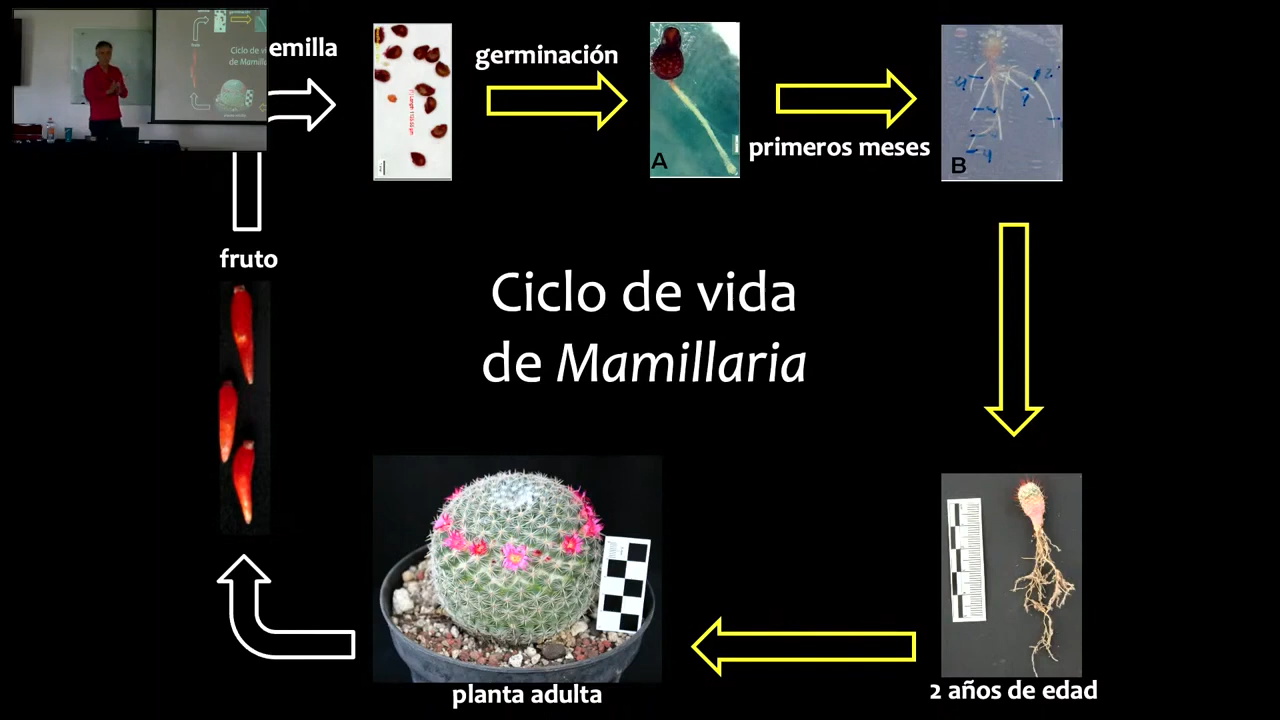 emilla
germinación
primeros meses
A
B
fruto
Ciclo de vida
de Mamillaria
planta adulta
2 años de edad